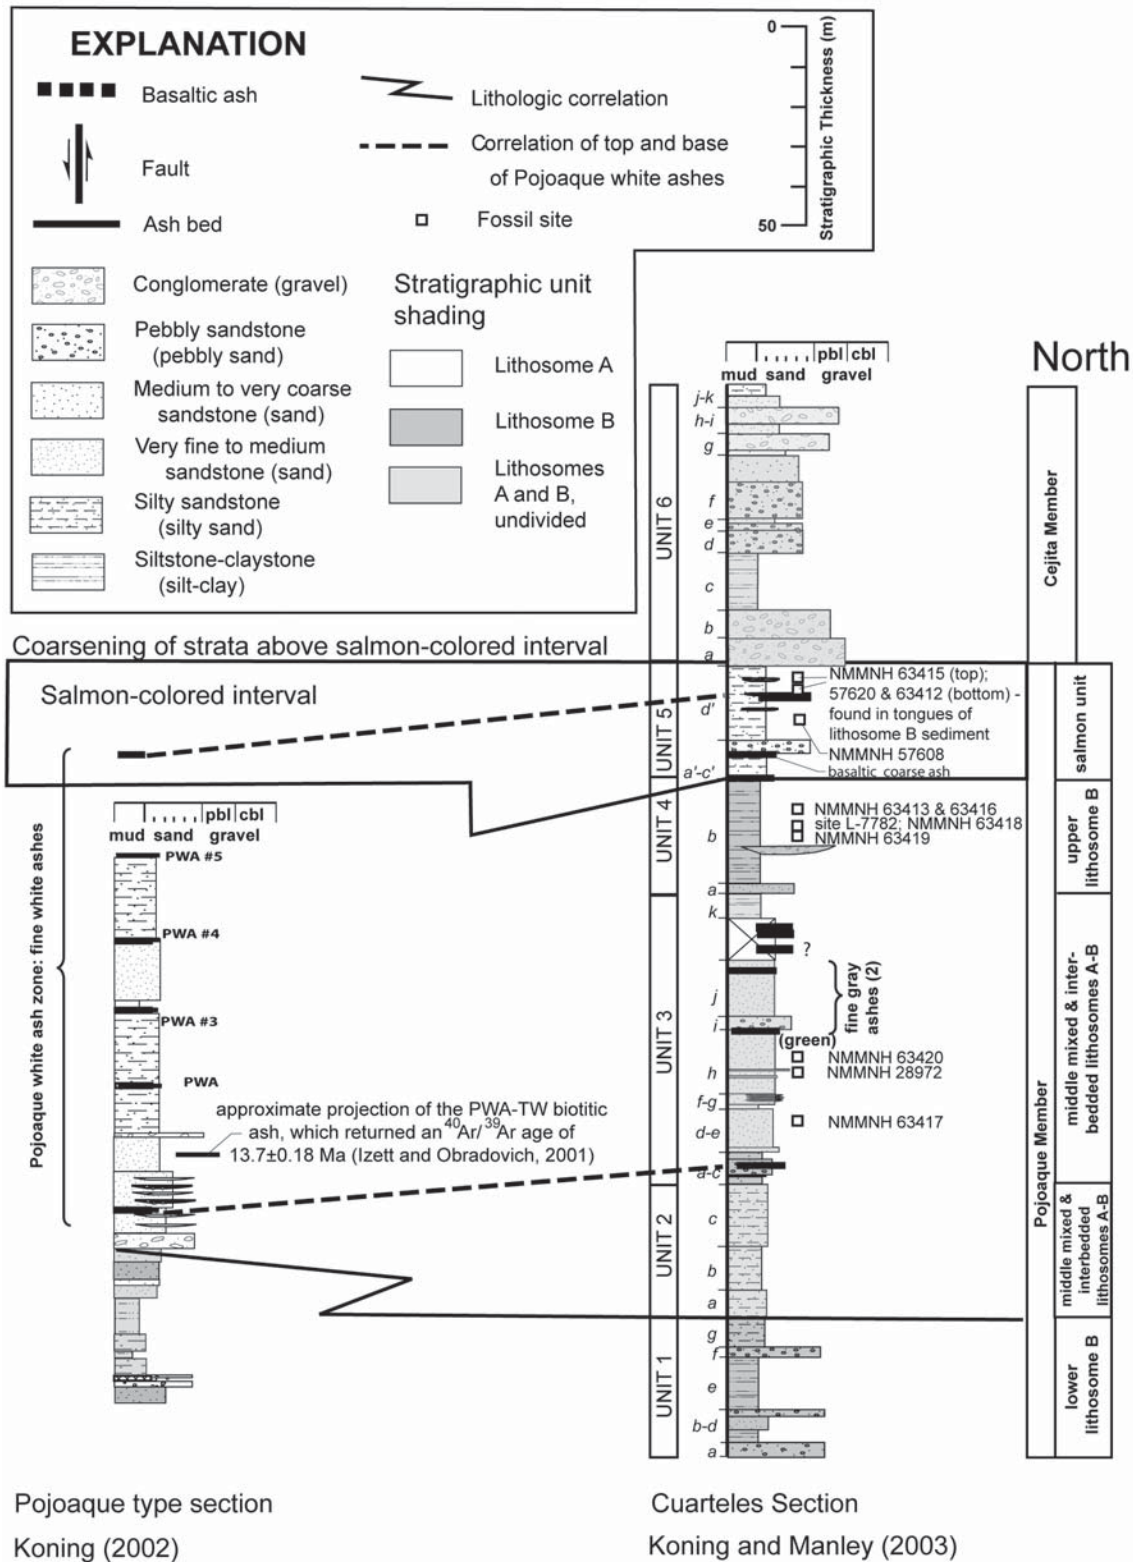 EXPLANATION
Basaltic ash
Fault
Ash bed
Conglomerate (gravel)
Pebbly sandstone
(pebbly sand)
Medium to very coarse
sandstone (sand)
Very fine to medium
sandstone (sand)
Silty sandstone
(silty sand)
Siltstone-claystone
(silt-clay)
Lithologic correlation
Correlation of top and base
of Pojoaque white ashes
Fossil site
Stratigraphic unit
shading
Lithosome A
Lithosome B
Lithosomes
A and B,
undivided
0
50
Stratigraphic Thickness (m)
North
Coarsening of strata above salmon-colored interval
Salmon-colored interval
Pojoaque white ash zone: fine white ashes
pbl cbl
mud sand gravel
PWA #5
PWA #4
PWA #3
PWA
approximate projection of the PWA-TW biotitic
ash, which returned an 40Ar/ 39Ar age of
13.7±0.18 Ma (Izett and Obradovich, 2001)
pbl cbl
mud sand gravel
UNIT 6
j-k
h-i
g
f
e
d
c
b
a
UNIT 5
d'
a'-c'
UNIT 4
b
a
UNIT 3
k
j
i
h
f-g
d-e
a-c
UNIT 2
c
b
a
UNIT 1
g
f
e
b-d
a
NMMNH 63415 (top);
57620 & 63412 (bottom) -
found in tongues of
lithosome B sediment
NMMNH 57608
basaltic coarse ash
NMMNH 63413 & 63416
site L-7782; NMMNH 63418
NMMNH 63419
?
fine gray
ashes (2)
(green)
NMMNH 63420
NMMNH 28972
NMMNH 63417
Cejita Member
Pojoaque Member
salmon unit
upper
lithosome B
middle mixed & inter-
bedded lithosomes A-B
middle mixed &
interbedded
lithosomes A-B
lower
lithosome B
Pojoaque type section
Koning (2002)
Cuarteles Section
Koning and Manley (2003)